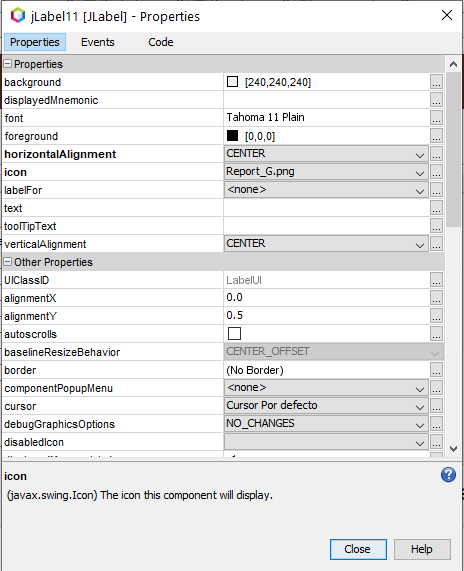 jLabel11 [JLabel] - Properties
Properties Events Code
Properties
background [240,240,240] ...
displayedMnemonic ...
font Tahoma 11 Plain ...
foreground [0,0,0] ...
horizontalAlignment CENTER ...
icon Report_G.png ...
labelFor <none> ...
text ...
toolTipText ...
verticalAlignment CENTER ...
Other Properties
UIClassID LabelUI ...
alignmentX 0.0 ...
alignmentY 0.5 ...
autoscrolls ...
baselineResizeBehavior CENTER_OFFSET ...
border (No Border) ...
componentPopupMenu <none> ...
cursor Cursor Por defecto ...
debugGraphicsOptions NO_CHANGES ...
disabledIcon ...
icon
(javax.swing.Icon) The icon this component will display.
?
Close Help